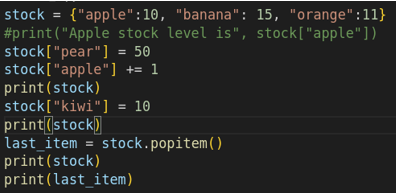 stock = {"apple":10, "banana": 15, "orange":11}
#print("Apple stock level is", stock["apple"])
stock["pear"] = 50
stock["apple"] += 1
print(stock)
stock["kiwi"] = 10
print(stock)
last_item = stock.popitem()
print(stock)
print(last_item)